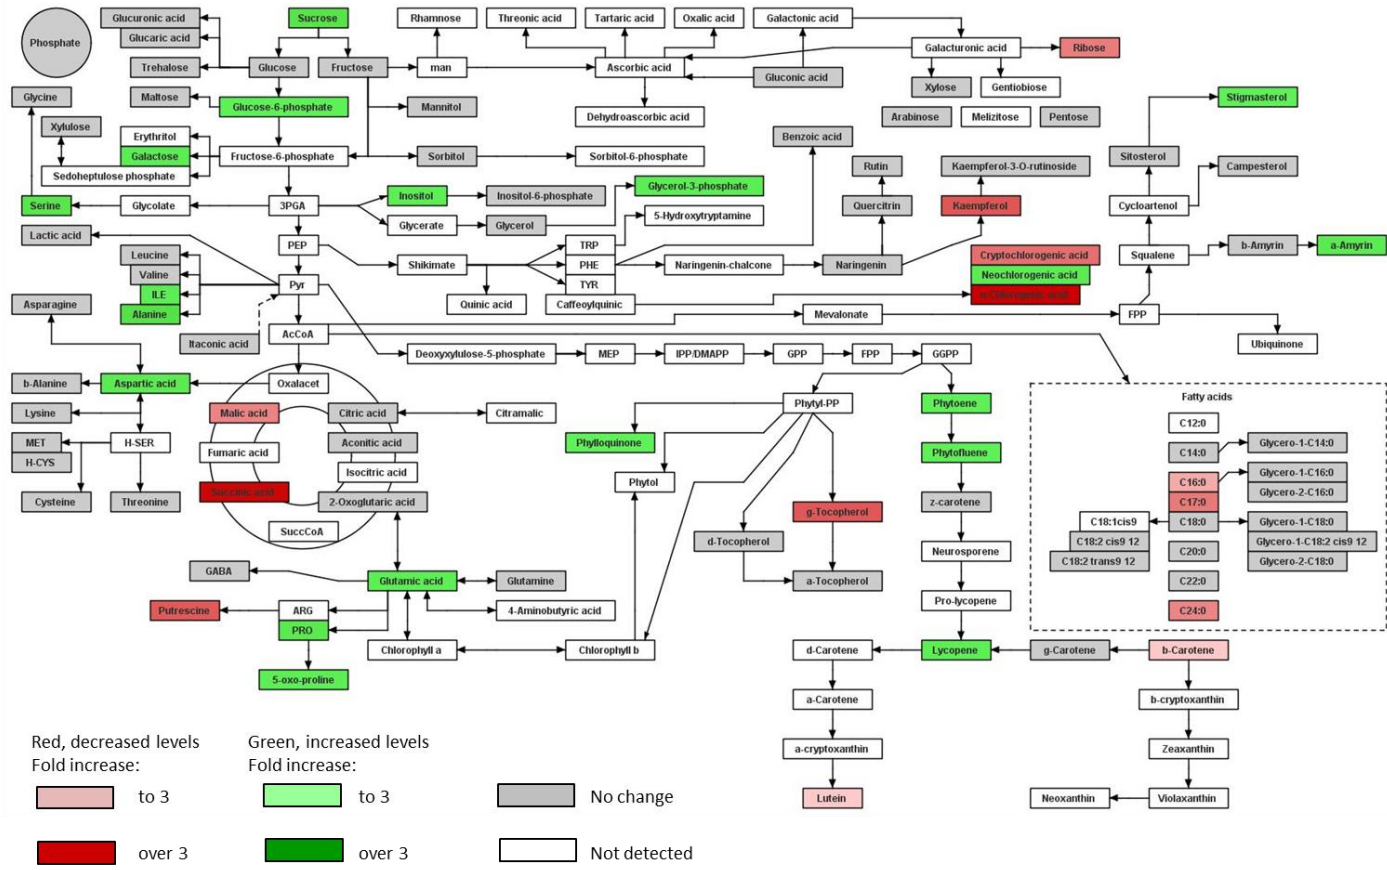 Glucuronic acid
Sucrose
Rhamnose
Threonic acid
Tartaric acid
Oxalic acid
Galactonic acid
Phosphate
Glucaric acid
Galacturonic acid
Ribose
Trehalose
Glucose
Fructose
man
Ascorbic acid
Gluconic acid
Xylose
Gentiobiose
Glycine
Maltose
Glucose-6-phosphate
Mannitol
Stigmasterol
Dehydroascorbic acid
Arabinose
Melizitose
Pentose
Xylulose
Erythritol
Benzoic acid
Galactose
Fructose-6-phosphate
Sorbitol
Sorbitol-6-phosphate
Rutin
Kaempferol-3-O-rutinoside
Sitosterol
Campesterol
Sedoheptulose phosphate
Inositol
Inositol-6-phosphate
Glycerol-3-phosphate
Serine
Glycolate
3PGA
Quercitrin
Kaempferol
Cycloartenol
5-Hydroxytryptamine
Glycerate
Glycerol
Lactic acid
PEP
TRP
b-Amyrin
a-Amyrin
Leucine
Shikimate
PHE
Naringenin-chalcone
Naringenin
Cryptochlorogenic acid
Squalene
Valine
Neochlorogenic acid
Pyr
TYR
ILE
Quinic acid
Caffeoylquinic
n-Chlorogenic acid
Asparagine
Alanine
Mevalonate
FPP
AcCoA
Itaconic acid
Ubiquinone
Deoxyxylulose-5-phosphate
MEP
IPP/DMAPP
GPP
FPP
GGPP
b-Alanine
Aspartic acid
Oxalacet
Fatty acids
Lysine
Malic acid
Citric acid
Citramalic
Phytyl-PP
Phytoene
C12:0
MET
H-SER
Aconitic acid
Phylloquinone
Glycero-1-C14:0
H-CYS
Fumaric acid
Phytofluene
C14:0
Isocitric acid
Phytol
C16:0
Glycero-1-C16:0
Succinic acid
Glycero-2-C16:0
Cysteine
Threonine
2-Oxoglutaric acid
g-Tocopherol
z-carotene
C17:0
C18:1cis9
C18:0
Glycero-1-C18:0
SuccCoA
d-Tocopherol
C18:2 cis9 12
Glycero-1-C18:2 cis9 12
Neurosporene
C20:0
C18:2 trans9 12
Glycero-2-C18:0
GABA
Glutamic acid
Glutamine
a-Tocopherol
C22:0
Putrescine
ARG
4-Aminobutyric acid
Pro-lycopene
C24:0
PRO
Chlorophyll a
Chlorophyll b
d-Carotene
Lycopene
g-Carotene
b-Carotene
5-oxo-proline
a-Carotene
b-cryptoxanthin
Red, decreased levels
Fold increase:
Green, increased levels
Fold increase:
a-cryptoxanthin
Zeaxanthin
to 3
to 3
No change
Lutein
Neoxanthin
Violaxanthin
over 3
over 3
Not detected